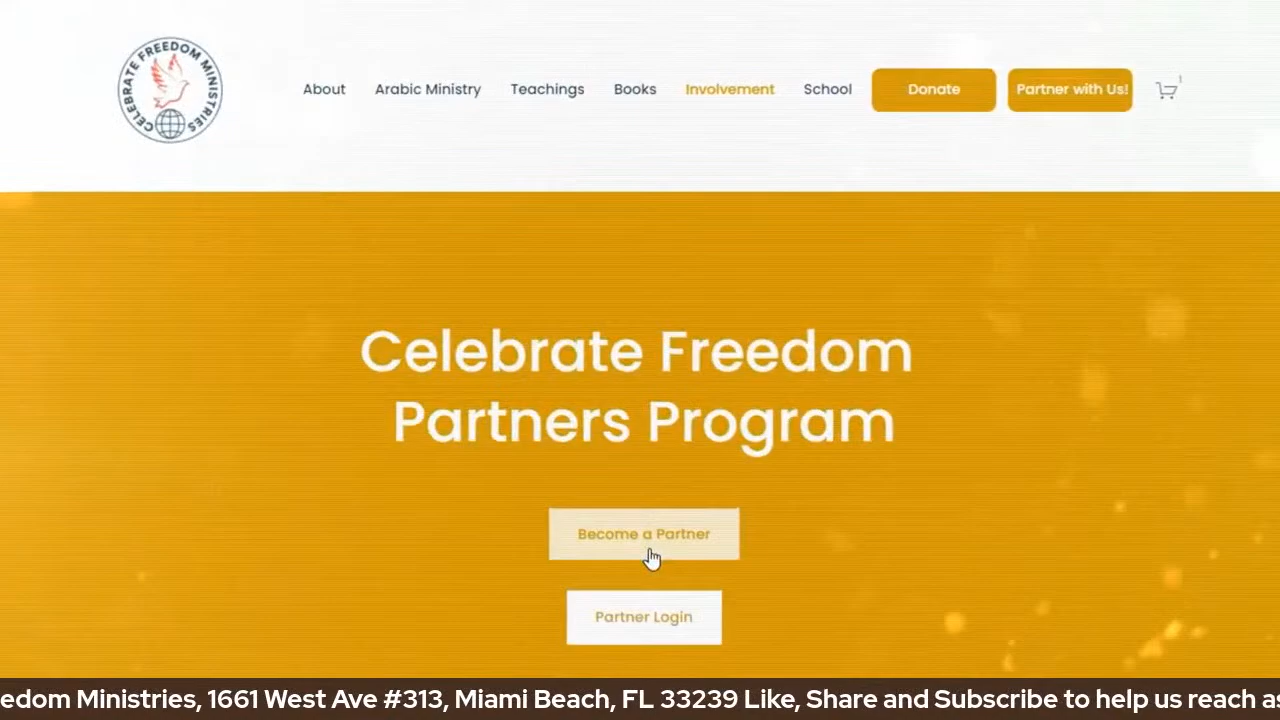 CELEBRATE FREEDOM MINISTRIES
About
Arabic Ministry
Teachings
Books
Involvement
School
Donate
Partner with Us!
1
Celebrate Freedom
Partners Program
Become a Partner
Partner Login
edom Ministries, 1661 West Ave #313, Miami Beach, FL 33239 Like, Share and Subscribe to help us reach as